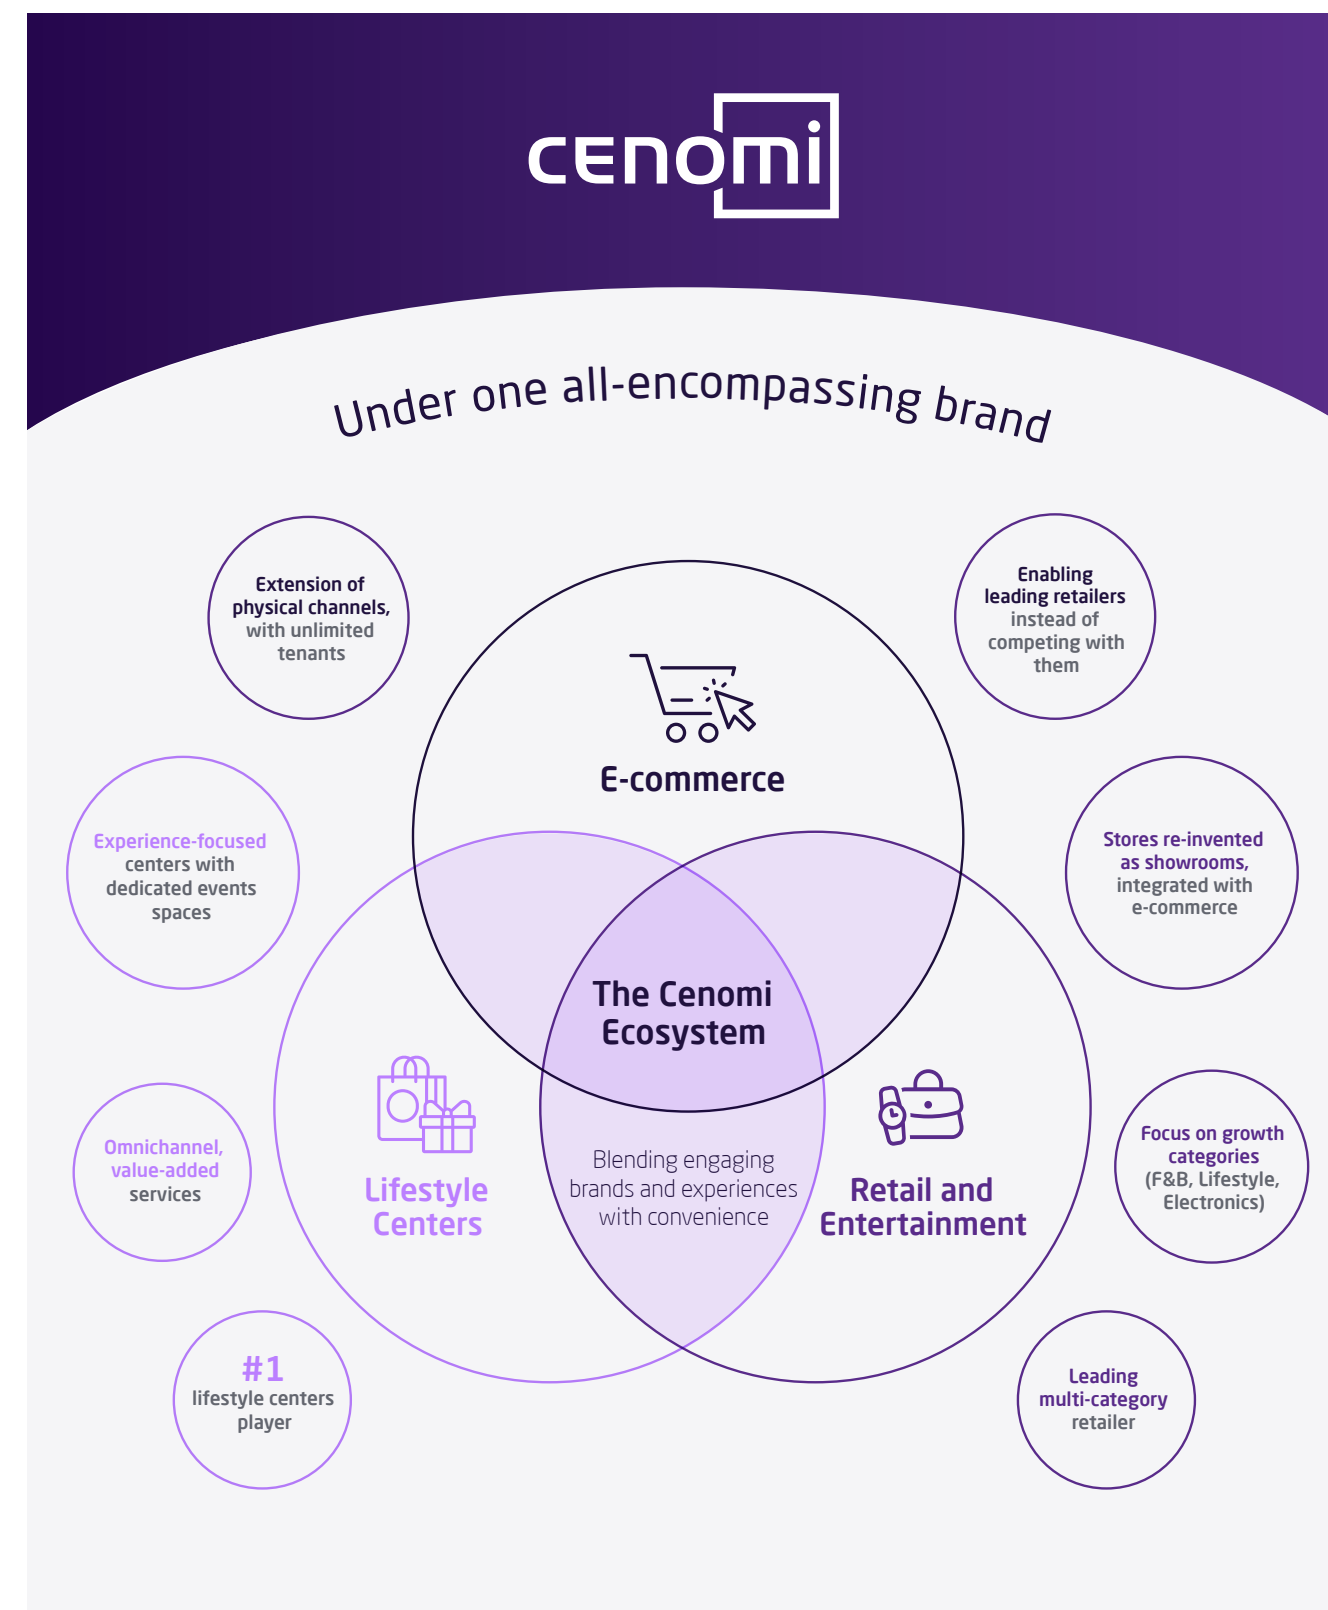 cenomi
Under one all-encompassing brand
Extension of
physical channels,
with unlimited
tenants
Enabling
leading retailers
instead of
competing with
them
E-commerce
Experience-focused
centers with
dedicated events
spaces
Stores re-invented
as showrooms,
integrated with
e-commerce
The Cenomi
Ecosystem
Omnichannel,
value-added
services
Lifestyle
Centers
Blending engaging
brands and experiences
with convenience
Retail and
Entertainment
Focus on growth
categories
(F&B, Lifestyle,
Electronics)
#1
lifestyle centers
player
Leading
multi-category
retailer